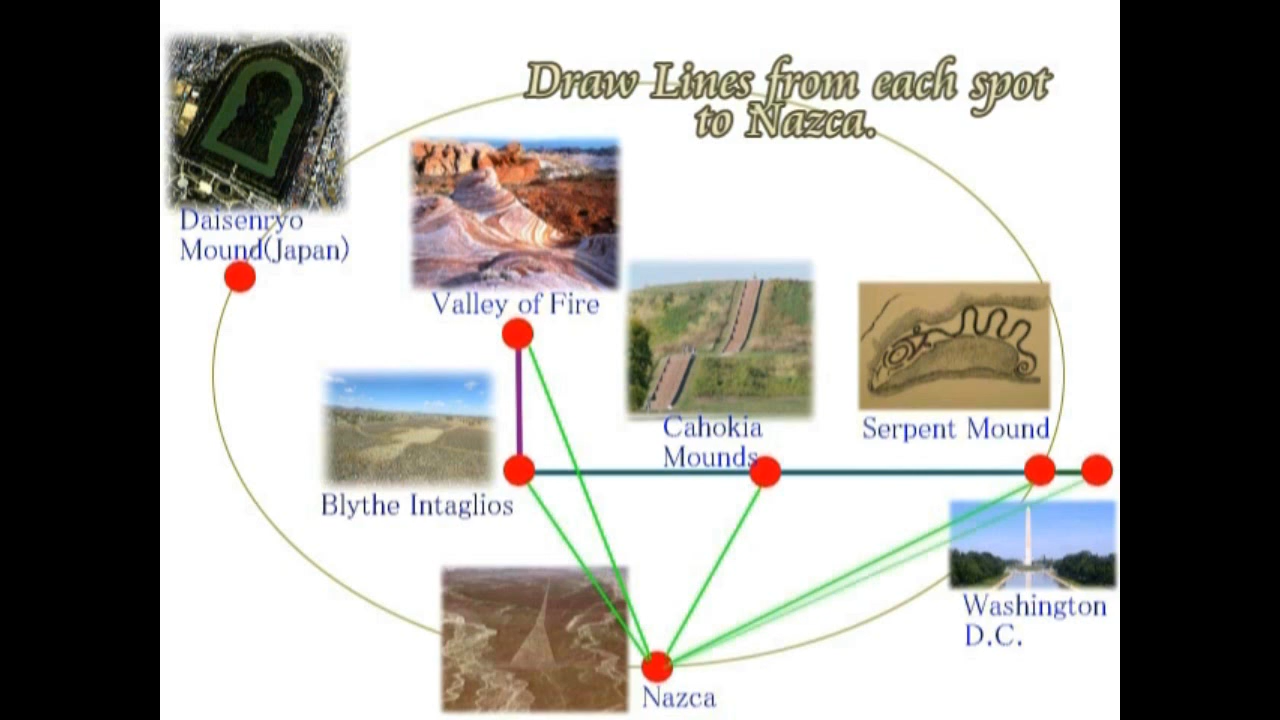 Draw Lines from each spot
to Nazca.
Daisenryo
Mound(Japan)
Valley of Fire
Cahokia
Mounds
Serpent Mound
Blythe Intaglios
Washington
D.C.
Nazca